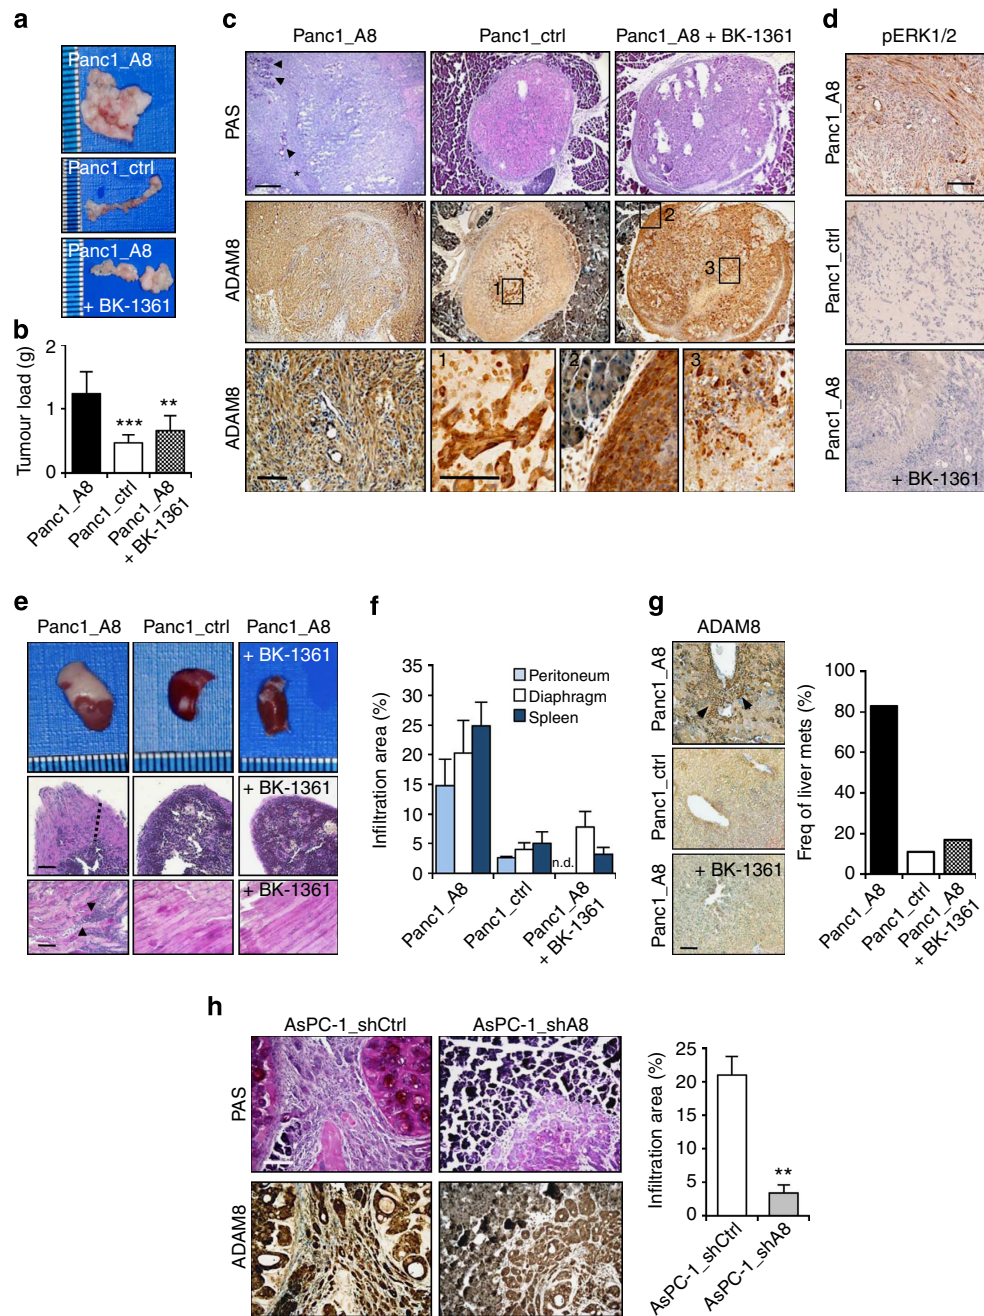 a
Panc1_A8
Panc1_ctrl
Panc1_A8
+ BK-1361
b
Tumour load (g)
2
1
0
***
**
Panc1_A8
Panc1_ctrl
Panc1_A8
+ BK-1361
c
Panc1_A8
Panc1_ctrl
Panc1_A8 + BK-1361
PAS
*
ADAM8
1
2
3
ADAM8
1
2
3
d
pERK1/2
Panc1_A8
Panc1_ctrl
Panc1_A8
+ BK-1361
e
Panc1_A8
Panc1_ctrl
Panc1_A8
+ BK-1361
+ BK-1361
+ BK-1361
f
Infiltration area (%)
35
30
25
20
15
10
5
0
Peritoneum
Diaphragm
Spleen
n.d.
Panc1_A8
Panc1_ctrl
Panc1_A8
+ BK-1361
g
ADAM8
Panc1_A8
Panc1_ctrl
Panc1_A8
+ BK-1361
Freq of liver mets (%)
100
80
60
40
20
0
Panc1_A8
Panc1_ctrl
Panc1_A8
+ BK-1361
h
AsPC-1_shCtrl
AsPC-1_shA8
PAS
ADAM8
Infiltration area (%)
25
20
15
10
5
0
**
AsPC-1_shCtrl
AsPC-1_shA8